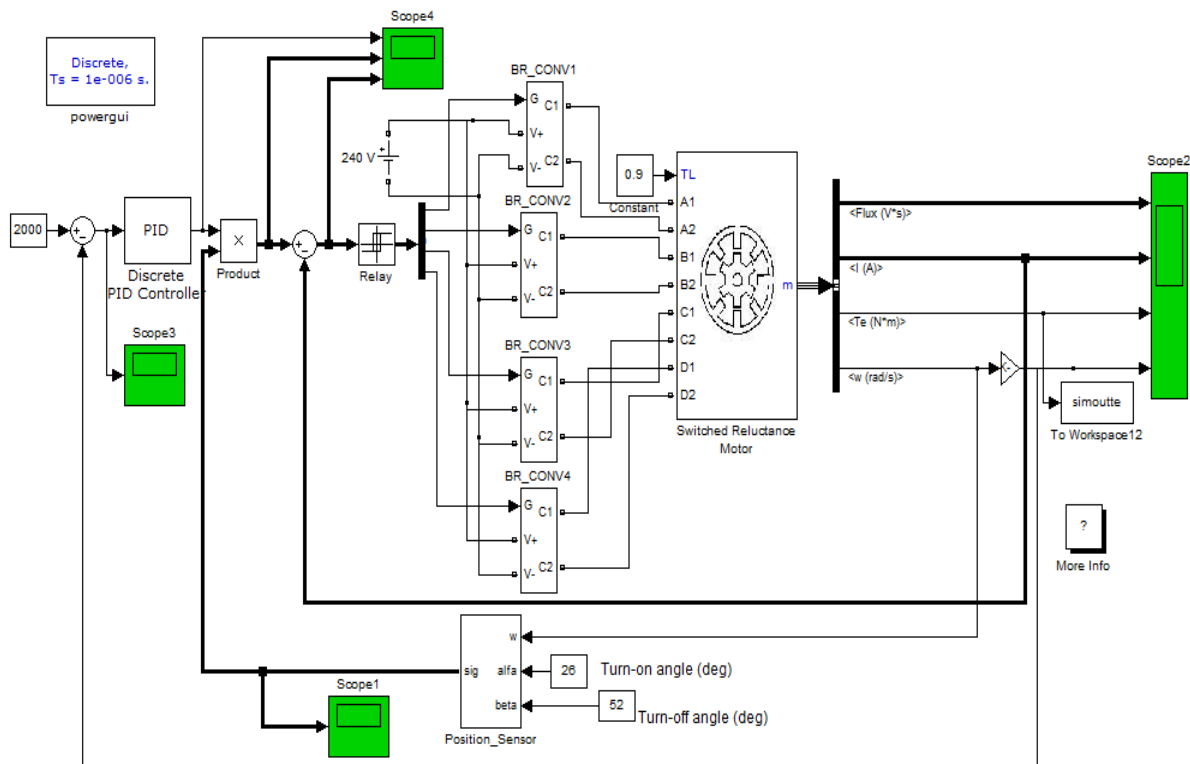 Scope4
Discrete,
Ts = 1e-006 s.
powergui
BR_CONV1
G
C1
V+
C2
V-
240 V
+
0.9
Constant
TL
A1
A2
B1
B2
C1
C2
D1
D2
m
Switched Reluctance
Motor
Scope2
<Flux (V*s)>
<I (A)>
<Te (N*m)>
<w (rad/s)>
2000
+
-
PID
Discrete
PID Controller
X
Product
+
-
Relay
BR_CONV2
G
C1
V+
C2
V-
Scope3
BR_CONV3
G
C1
V+
C2
V-
simoutte
To Workspace12
BR_CONV4
G
C1
V+
C2
V-
?
More Info
w
sig
alfa
beta
Position_Sensor
26
Turn-on angle (deg)
52
Turn-off angle (deg)
Scope1